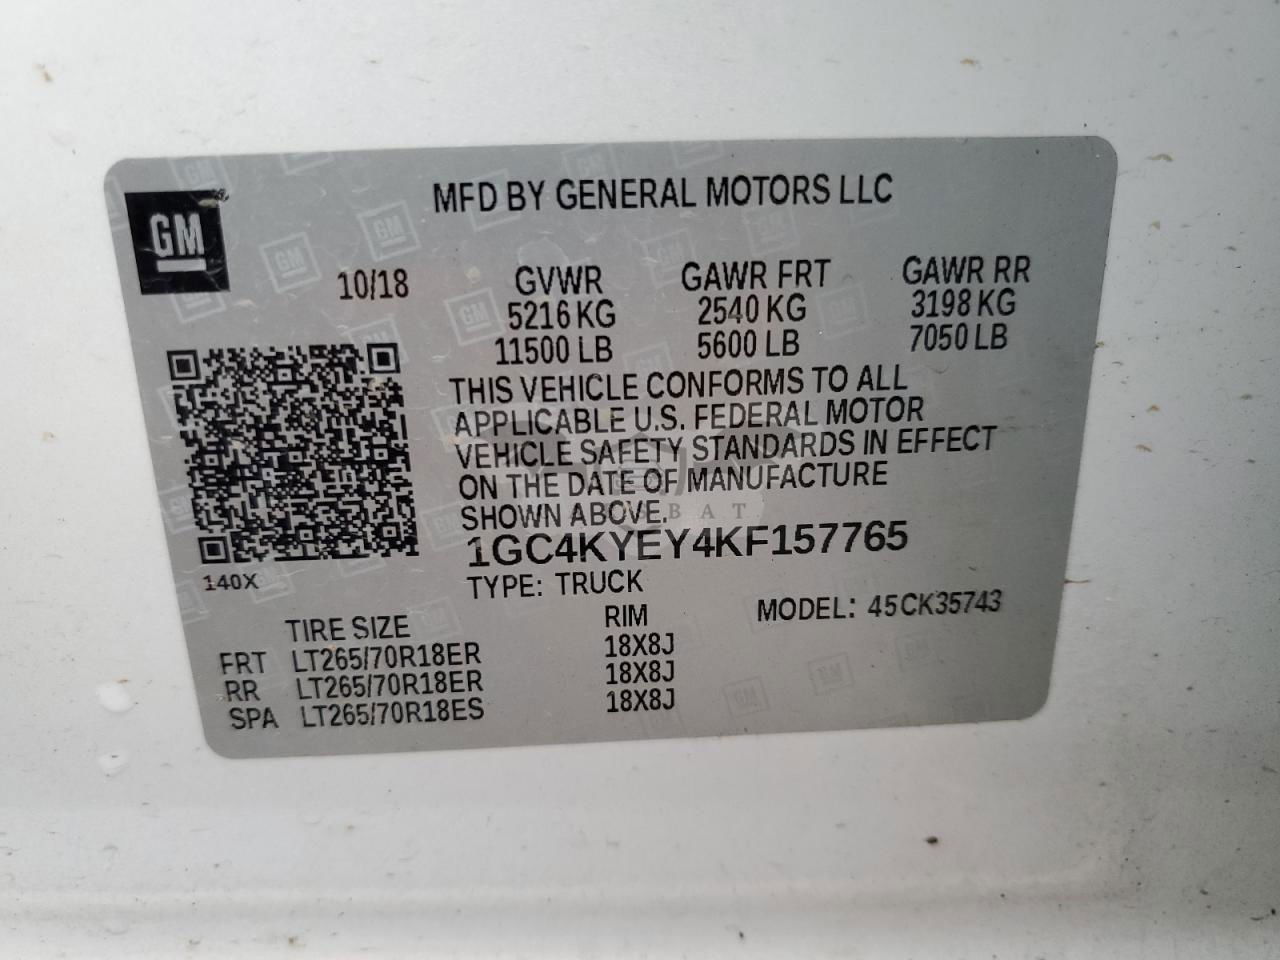 MFD BY GENERAL MOTORS LLC
GM
10/18 GVWR GAWR FRT GAWR RR
5216 KG 2540 KG 3198 KG
11500 LB 5600 LB 7050 LB
THIS VEHICLE CONFORMS TO ALL
APPLICABLE U.S. FEDERAL MOTOR
VEHICLE SAFETY STANDARDS IN EFFECT
ON THE DATE OF MANUFACTURE
SHOWN ABOVE.
1GC4KYEY4KF157765
140X
TYPE: TRUCK
MODEL: 45CK35743
TIRE SIZE RIM
FRT LT265/70R18ER 18X8J
RR LT265/70R18ER 18X8J
SPA LT265/70R18ES 18X8J